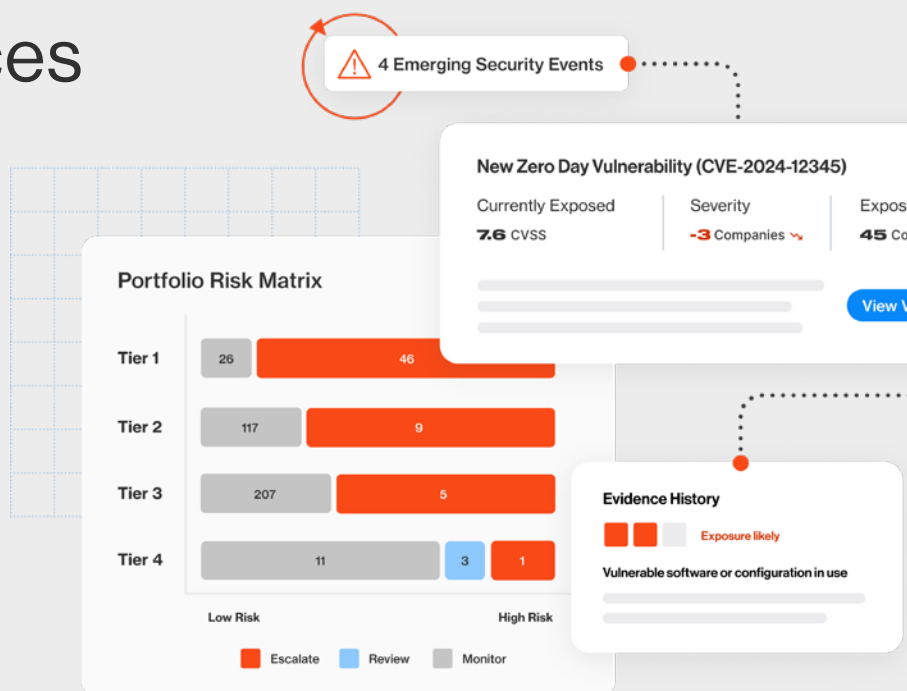 ces
4 Emerging Security Events
New Zero Day Vulnerability (CVE-2024-12345)
Currently Exposed Severity Expos
7.6 CVSS -3 Companies 45 Co
View V
Portfolio Risk Matrix
Tier 1 26 46
Tier 2 117 9
Tier 3 207 5
Tier 4 11 3 1
Low Risk High Risk
Escalate Review Monitor
Evidence History
Exposure likely
Vulnerable software or configuration in use